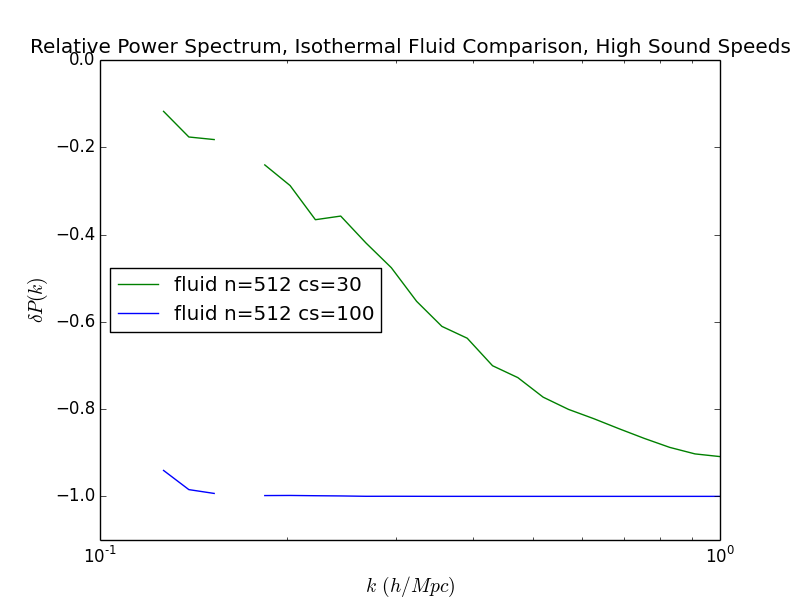 Relative Power Spectrum, Isothermal Fluid Comparison, High Sound Speeds
0.0
−0.2
−0.4
−0.6
−0.8
−1.0
δP(k)
fluid n=512 cs=30
fluid n=512 cs=100
10⁻¹
10⁰
k (h/Mpc)